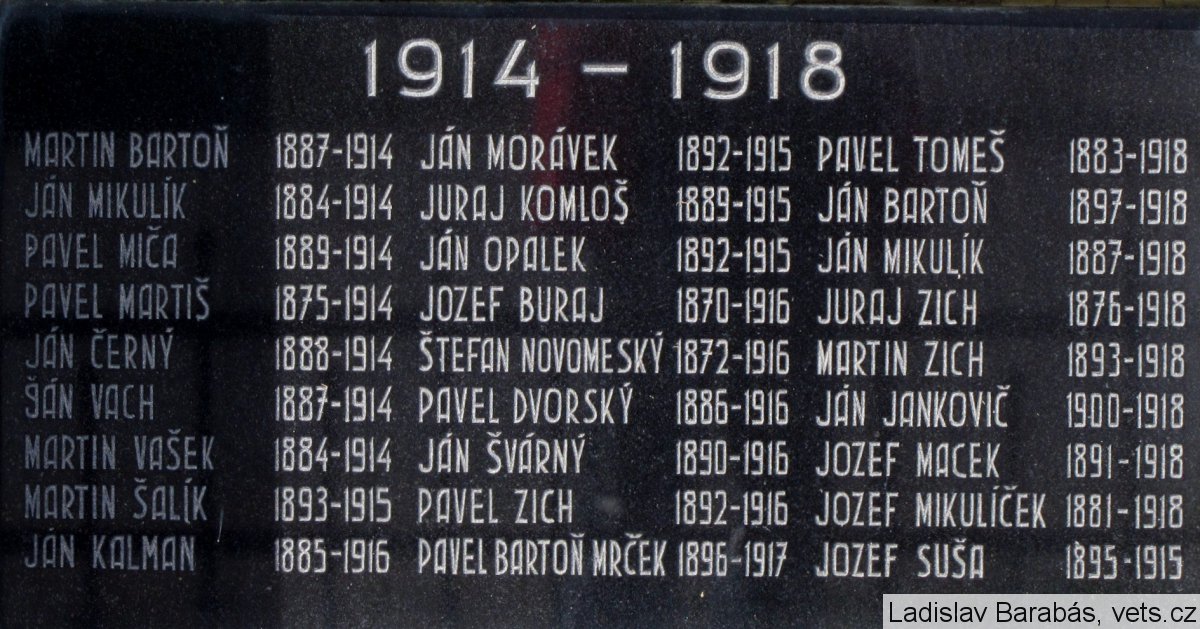 1914 – 1918
MARTIN BARTOŇ 1887-1914 JÁN MORÁVEK 1892-1915 PAVEL TOMEŠ 1883-1918
JÁN MIKULÍK 1884-1914 JURAJ KOMLOŠ 1889-1915 JÁN BARTOŇ 1897-1918
PAVEL MIČA 1889-1914 JÁN OPALEK 1892-1915 JÁN MIKULÍK 1887-1918
PAVEL MARTIŠ 1875-1914 JOZEF BURAJ 1870-1916 JURAJ ZICH 1876-1918
JÁN ČERNÝ 1888-1914 ŠTEFAN NOVOMESKÝ 1872-1916 MARTIN ZICH 1893-1918
ŠÁN VACH 1887-1914 PAVEL DVORSKÝ 1886-1916 JÁN JANKOVIČ 1900-1918
MARTIN VAŠEK 1884-1914 JÁN ŠVÁRNÝ 1890-1916 JOZEF MACEK 1891-1918
MARTIN ŠALÍK 1893-1915 PAVEL ZICH 1892-1916 JOZEF MIKULÍČEK 1881-1918
JÁN KALMAN 1885-1916 PAVEL BARTOŇ MRČEK 1896-1917 JOZEF SUŠA 1895-1915
Ladislav Barabás, vets.cz